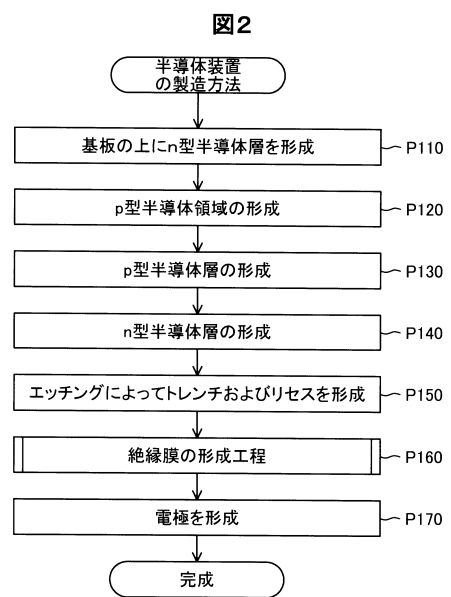 図2
半導体装置
の製造方法
基板の上にn型半導体層を形成
P110
p型半導体領域の形成
P120
p型半導体層の形成
P130
n型半導体層の形成
P140
エッチングによってトレンチおよびリセスを形成
P150
絶縁膜の形成工程
P160
電極を形成
P170
完成